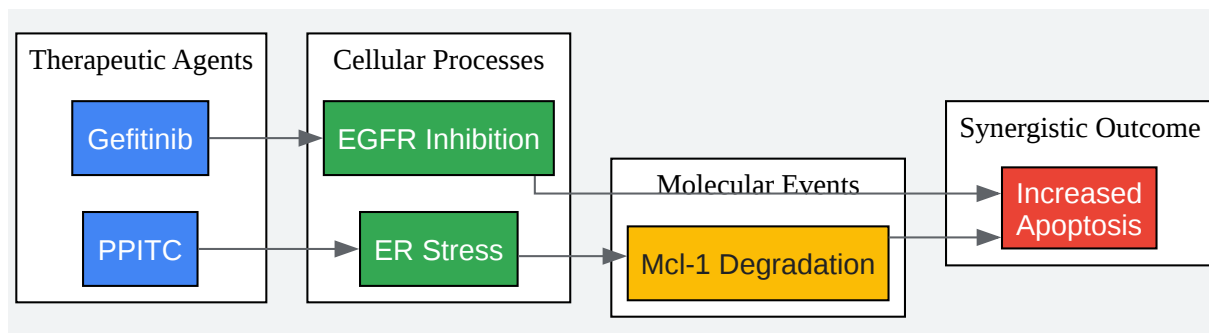 Therapeutic Agents
Gefitinib
PPITC
Cellular Processes
EGFR Inhibition
ER Stress
Molecular Events
Mcl-1 Degradation
Synergistic Outcome
Increased
Apoptosis